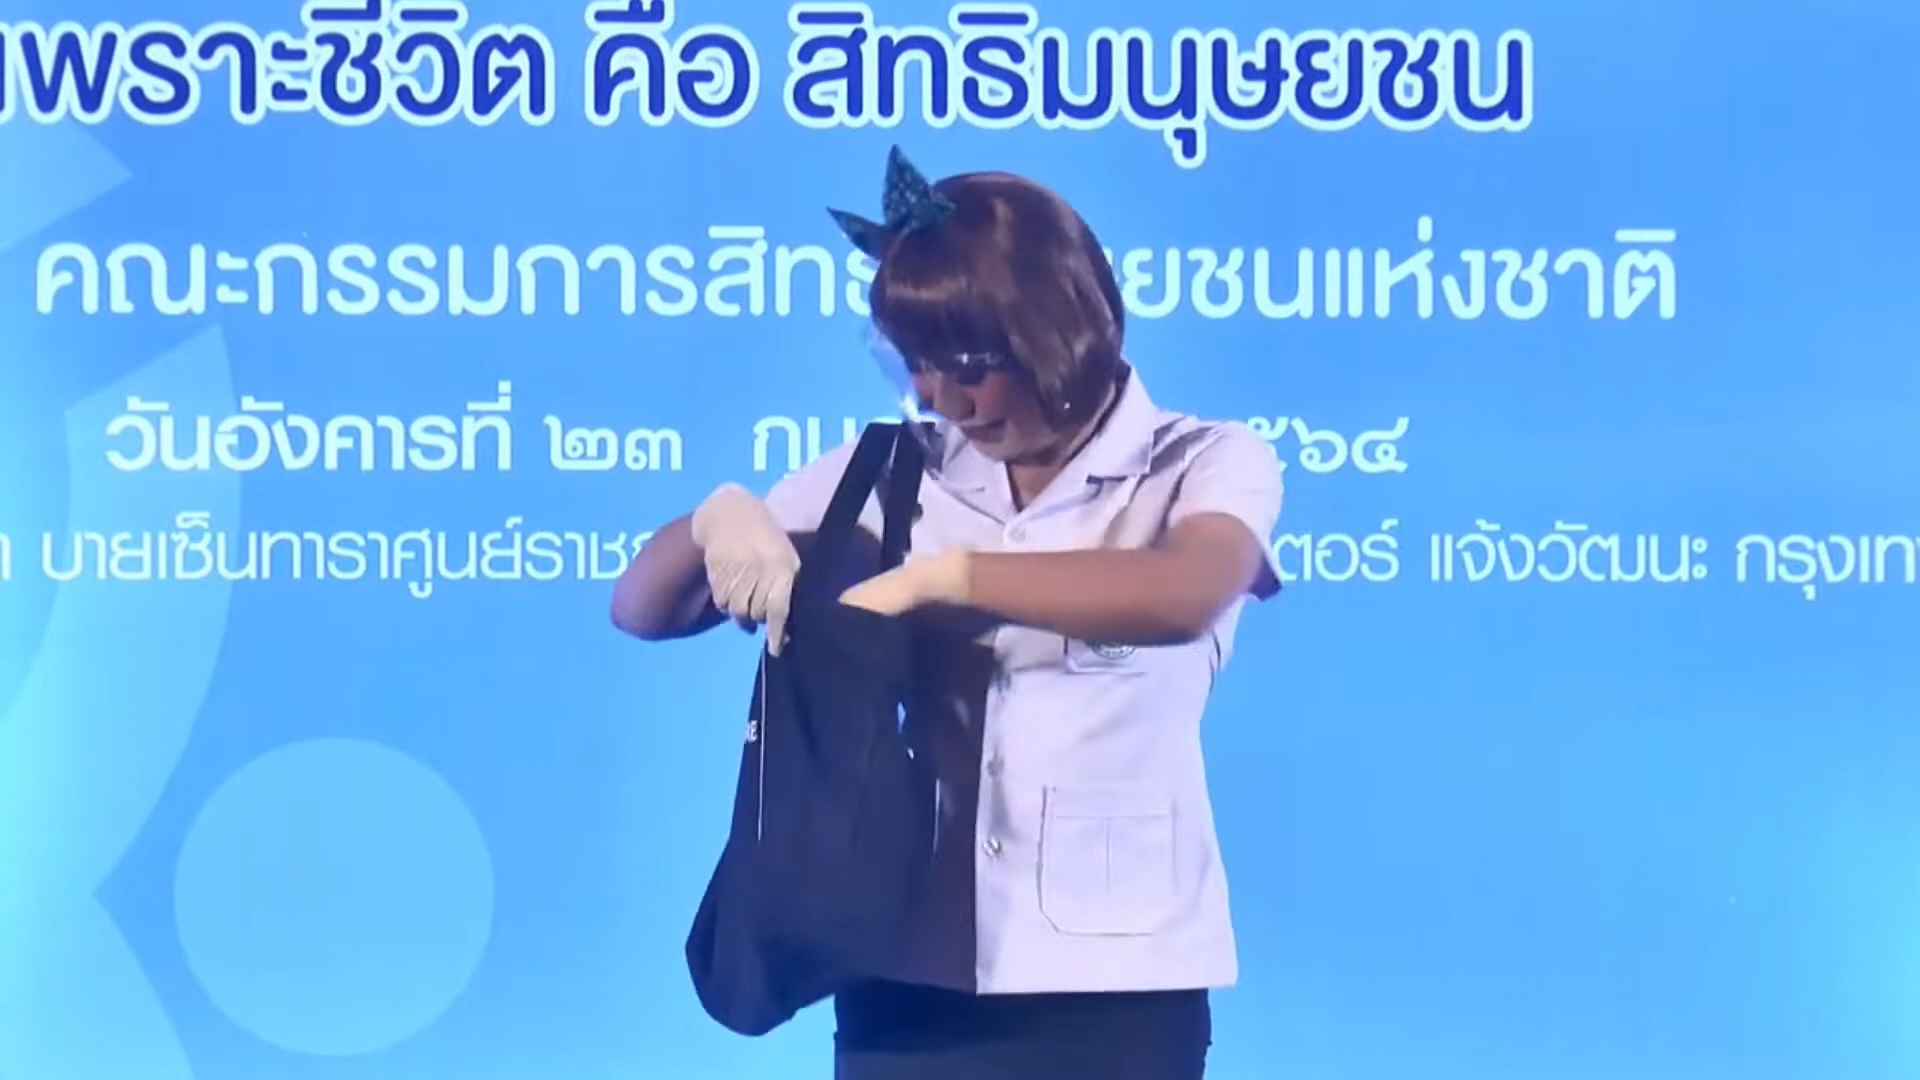 เพราะชีวิต คือ สิทธิมนุษยชน
คณะกรรมการสิทธ ยชนแห่งชาติ
วันอังคารที่ ๒๓ ๖๔
บายเซ็นทาราศูนย์ราช ตอร์ แจ้งวัฒนะ กรุงเท